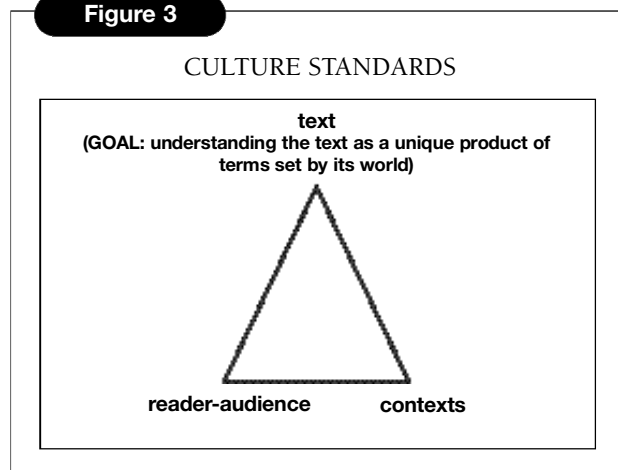 Figure 3
CULTURE STANDARDS
text
(GOAL: understanding the text as a unique product of
terms set by its world)
reader-audience contexts